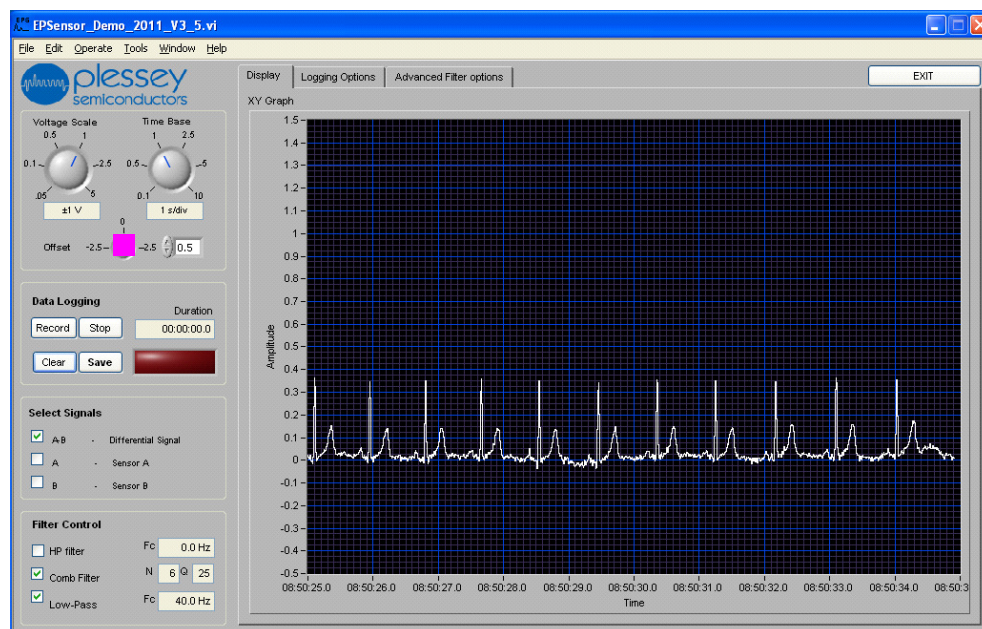 EPSensor_Demo_2011_V3_5.vi
File Edit Operate Tools Window Help
plessey
semiconductors
Display Logging Options Advanced Filter options EXIT
XY Graph
Voltage Scale Time Base
0.5 1 1 2.5
0.1 2.5 0.5 5
.05 5 0.1 10
±1 V 1 s/div
0
Offset -2.5 2.5 0.5
Data Logging
Duration
Record Stop 00:00:00.0
Clear Save
Select Signals
A-B - Differential Signal
A - Sensor A
B - Sensor B
Filter Control
HP filter Fc 0.0 Hz
Comb Filter N 6 Q 25
Low-Pass Fc 40.0 Hz
Amplitude
1.5
1.4
1.3
1.2
1.1
1
0.9
0.8
0.7
0.6
0.5
0.4
0.3
0.2
0.1
0
-0.1
-0.2
-0.3
-0.4
-0.5
08:50:25.0 08:50:26.0 08:50:27.0 08:50:28.0 08:50:29.0 08:50:30.0 08:50:31.0 08:50:32.0 08:50:33.0 08:50:34.0 08:50:3
Time